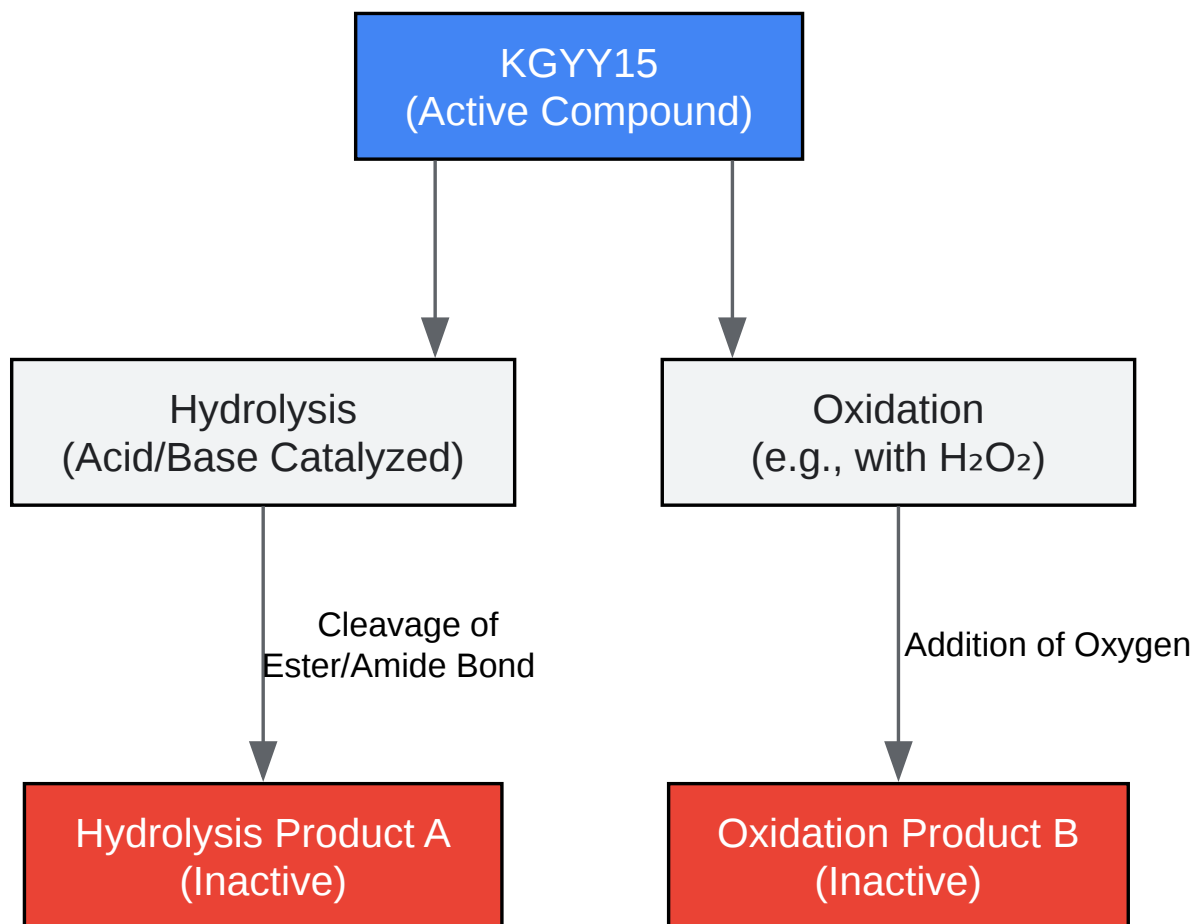 KGYY15
(Active Compound)
Hydrolysis
(Acid/Base Catalyzed)
Oxidation
(e.g., with H₂O₂)
Cleavage of
Ester/Amide Bond
Addition of Oxygen
Hydrolysis Product A
(Inactive)
Oxidation Product B
(Inactive)